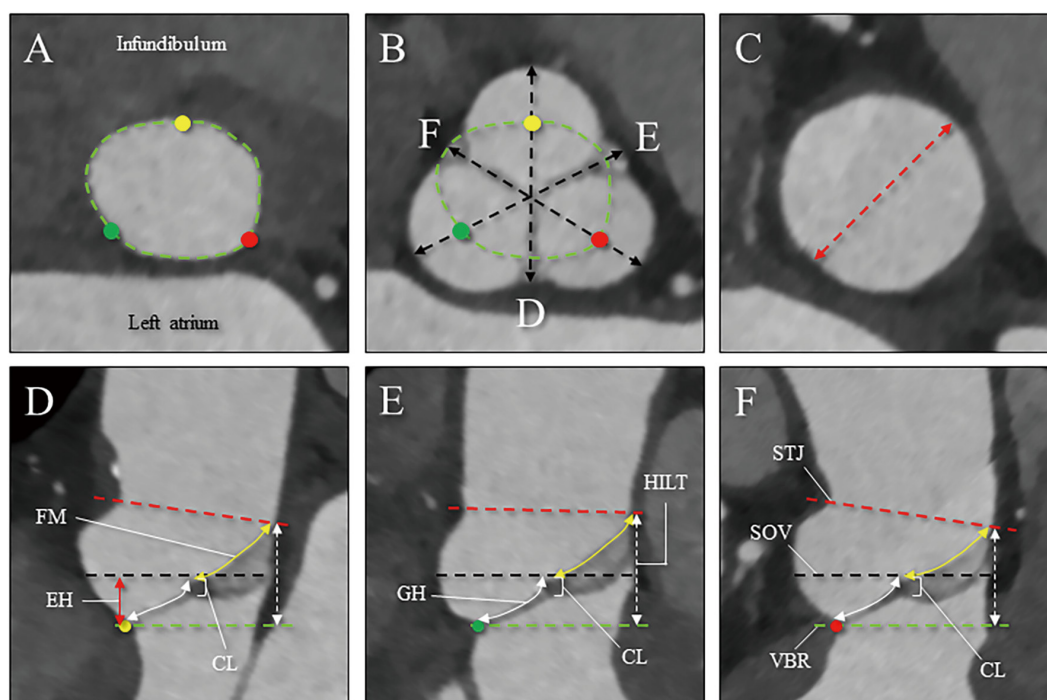 A
Infundibulum
Left atrium
B
F
E
D
C
D
FM
EH
CL
E
HILT
GH
CL
F
STJ
SOV
VBR
CL